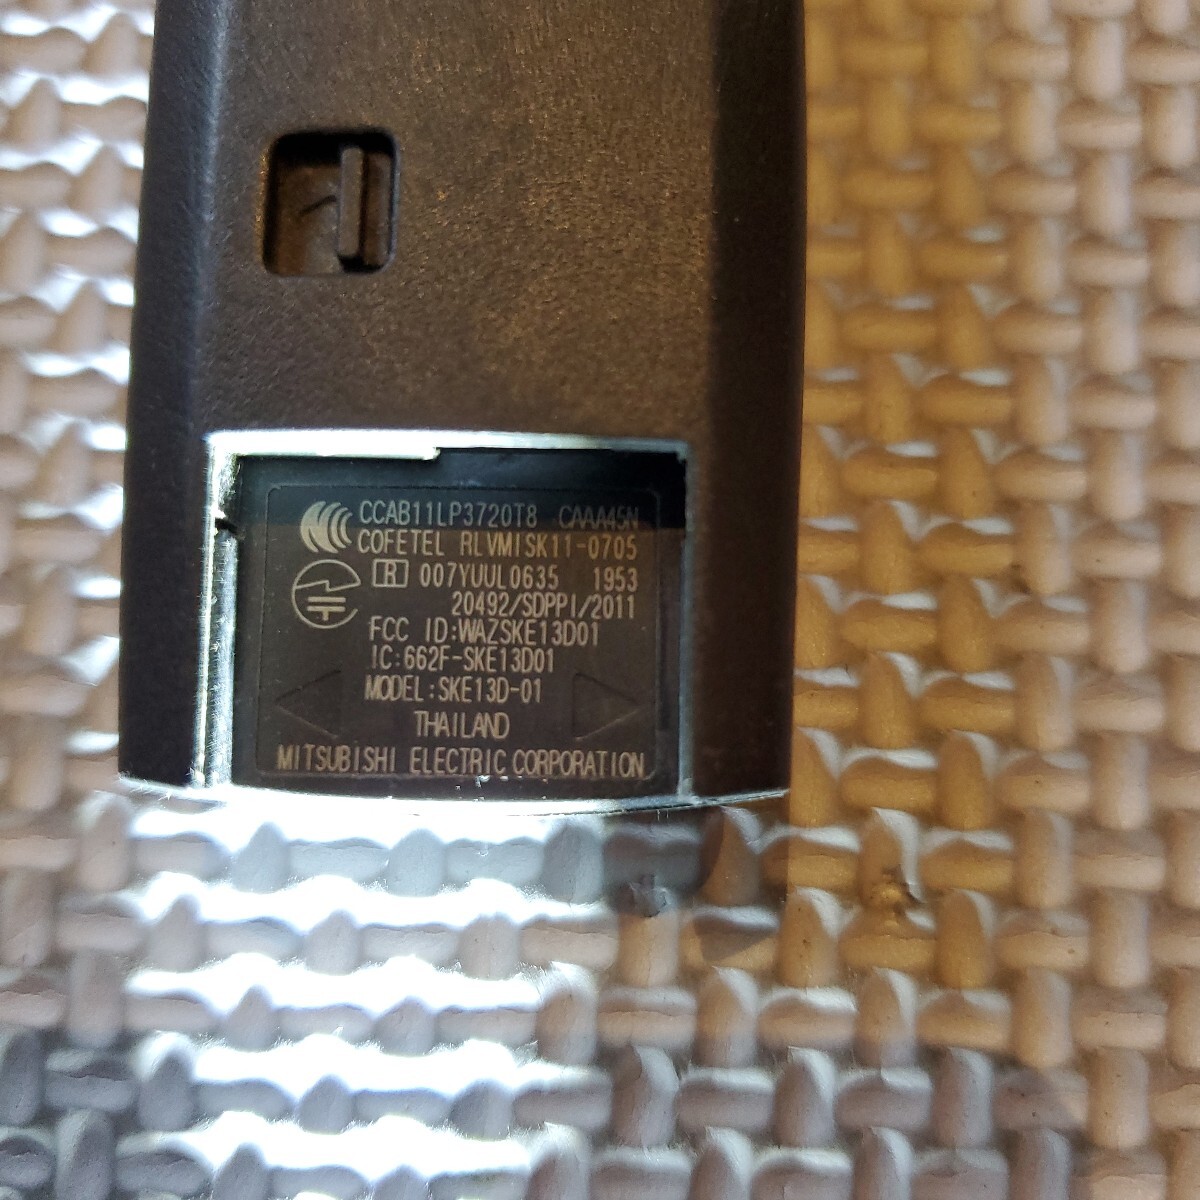 CCAB11LP3720T8 CAAA45N
COFETEL RLVMISK11-0705
R 007YUUL0635 1953
20492/SDPPI/2011
FCC ID:WAZSKE13D01
IC:662F-SKE13D01
MODEL:SKE13D-01
THAILAND
MITSUBISHI ELECTRIC CORPORATION